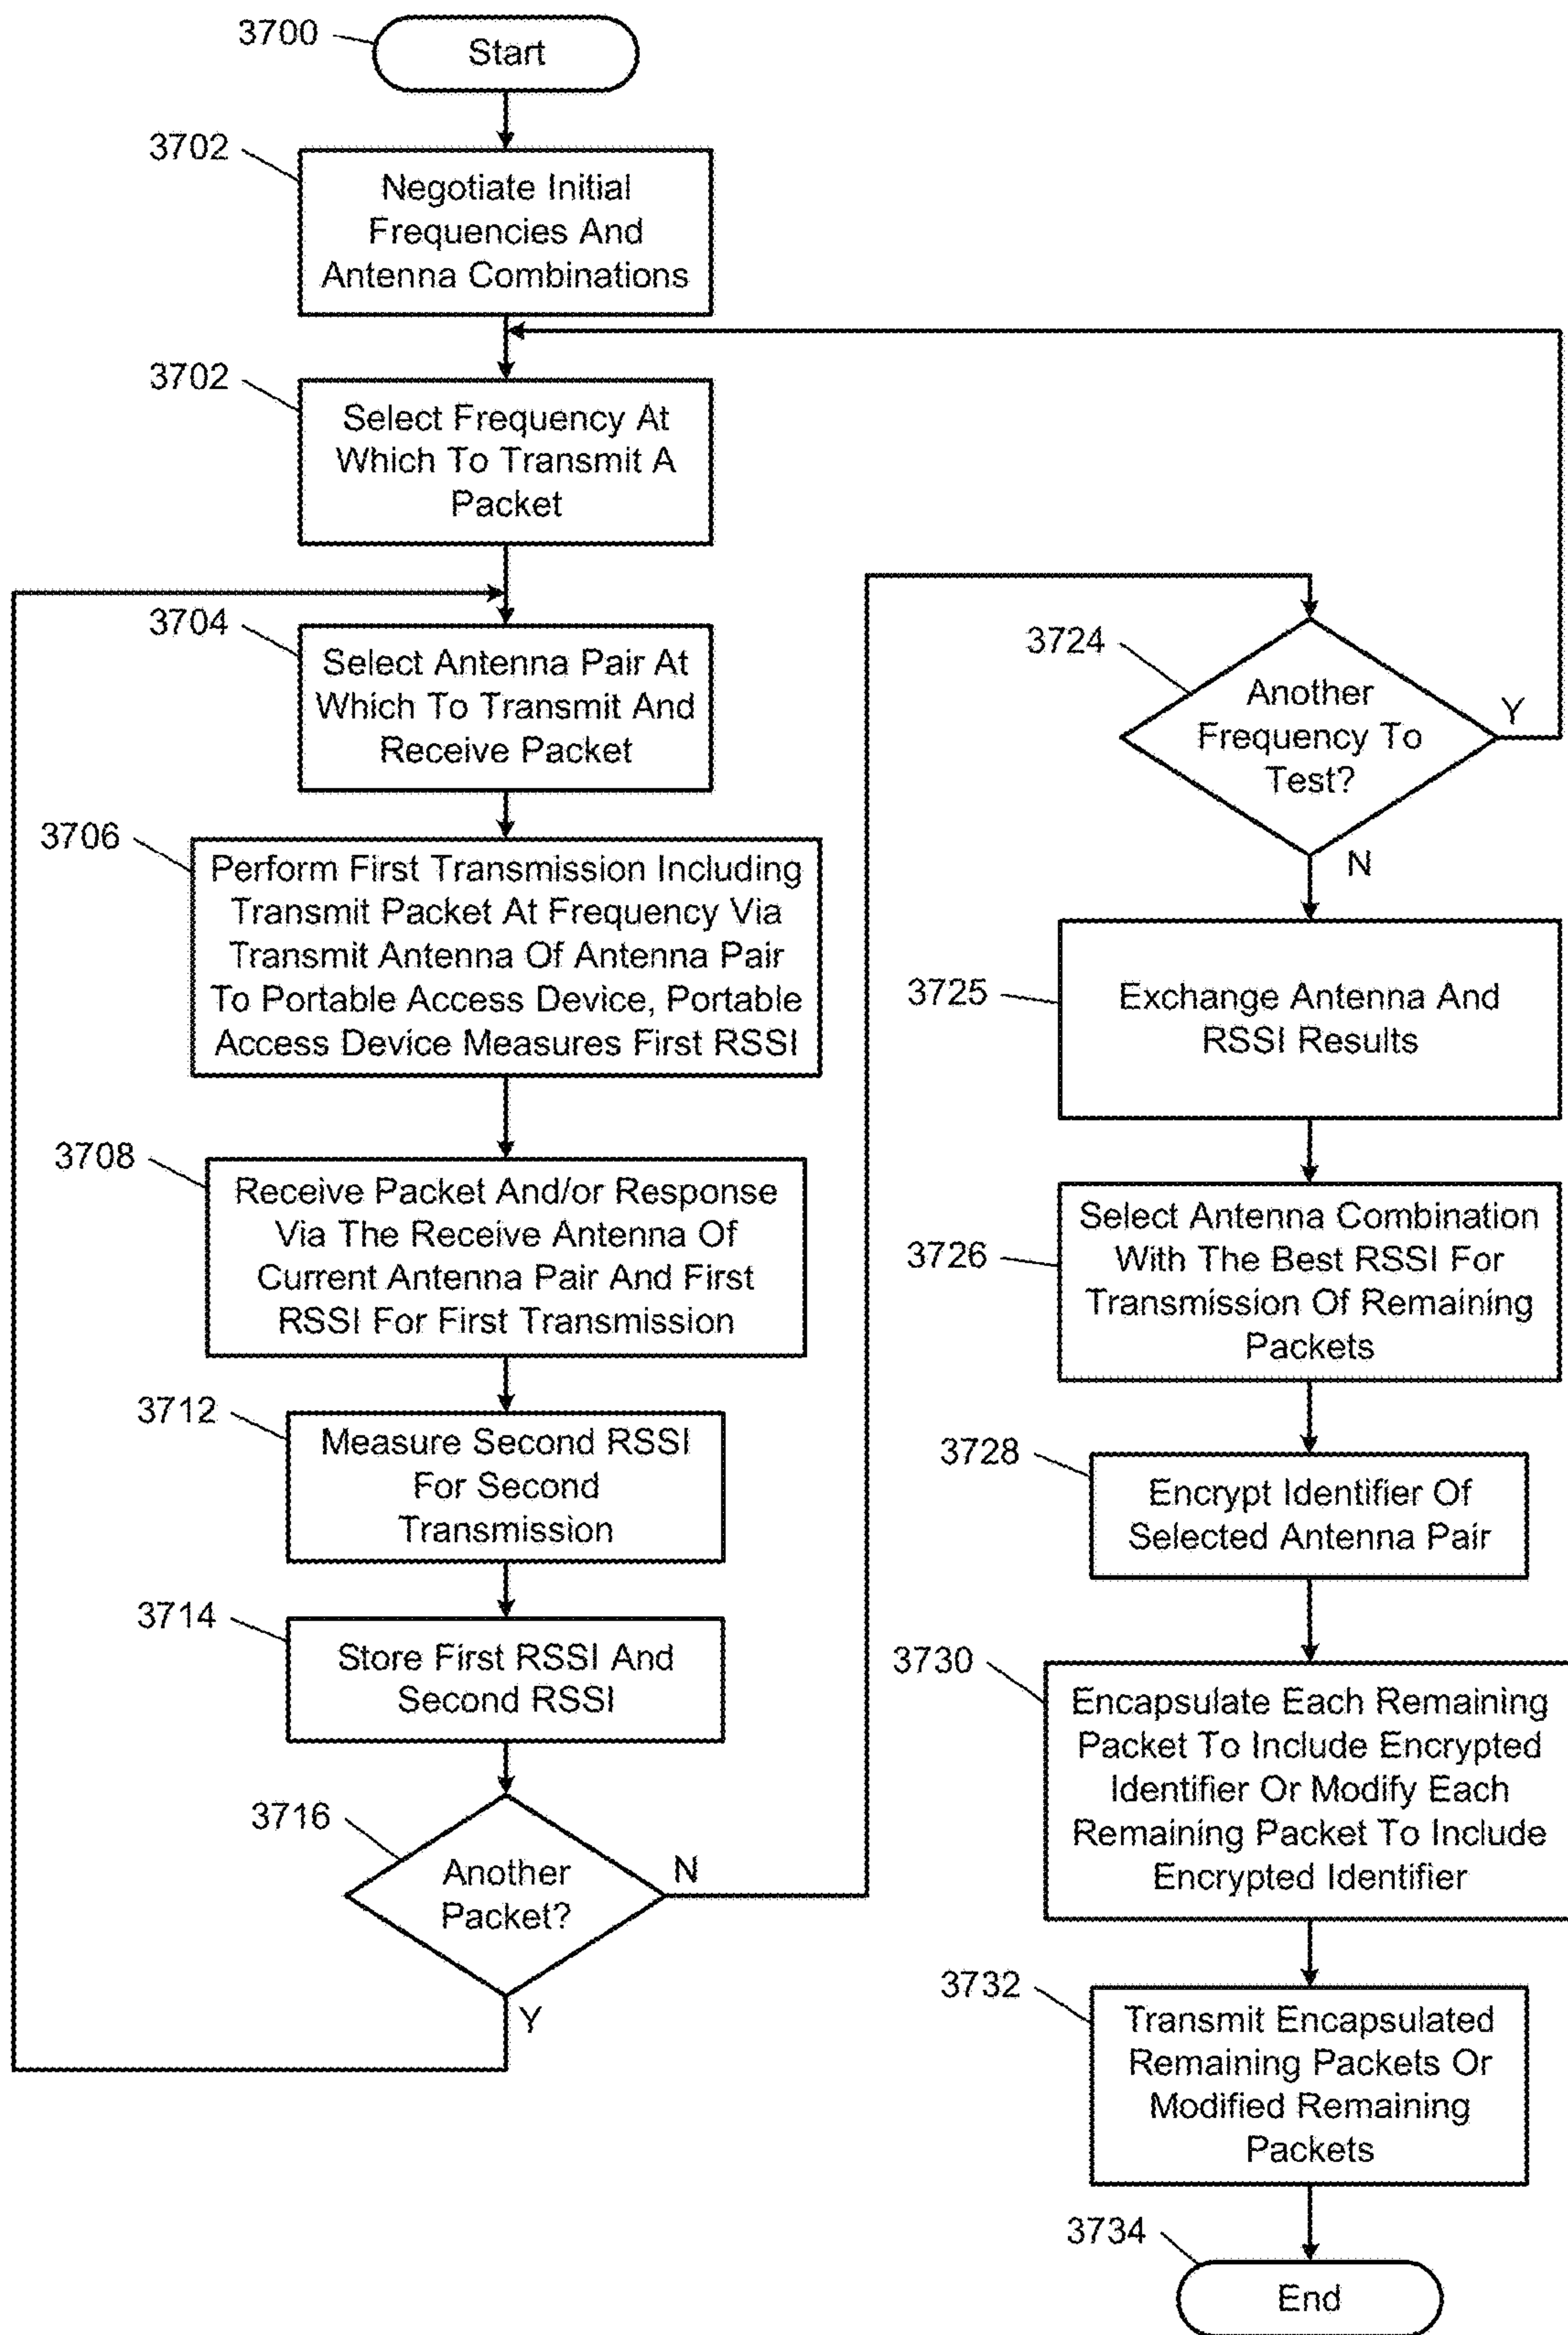 3700
Start
3702
Negotiate Initial
Frequencies And
Antenna Combinations
3702
Select Frequency At
Which To Transmit A
Packet
3704
Select Antenna Pair At
Which To Transmit And
Receive Packet
3706
Perform First Transmission Including
Transmit Packet At Frequency Via
Transmit Antenna Of Antenna Pair
To Portable Access Device, Portable
Access Device Measures First RSSI
3708
Receive Packet And/or Response
Via The Receive Antenna Of
Current Antenna Pair And First
RSSI For First Transmission
3712
Measure Second RSSI
For Second
Transmission
3714
Store First RSSI And
Second RSSI
3716
Another
Packet?
N
Y
3724
Another
Frequency To
Test?
Y
N
3725
Exchange Antenna And
RSSI Results
3726
Select Antenna Combination
With The Best RSSI For
Transmission Of Remaining
Packets
3728
Encrypt Identifier Of
Selected Antenna Pair
3730
Encapsulate Each Remaining
Packet To Include Encrypted
Identifier Or Modify Each
Remaining Packet To Include
Encrypted Identifier
3732
Transmit Encapsulated
Remaining Packets Or
Modified Remaining
Packets
3734
End